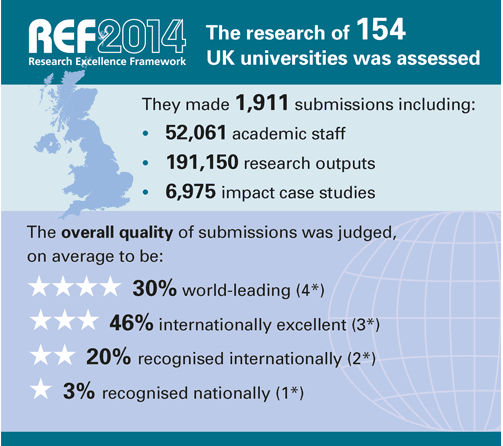 REF2014
Research Excellence Framework
The research of 154
UK universities was assessed
They made 1,911 submissions including:
• 52,061 academic staff
• 191,150 research outputs
• 6,975 impact case studies
The overall quality of submissions was judged,
on average to be:
30% world-leading (4*)
46% internationally excellent (3*)
20% recognised internationally (2*)
3% recognised nationally (1*)